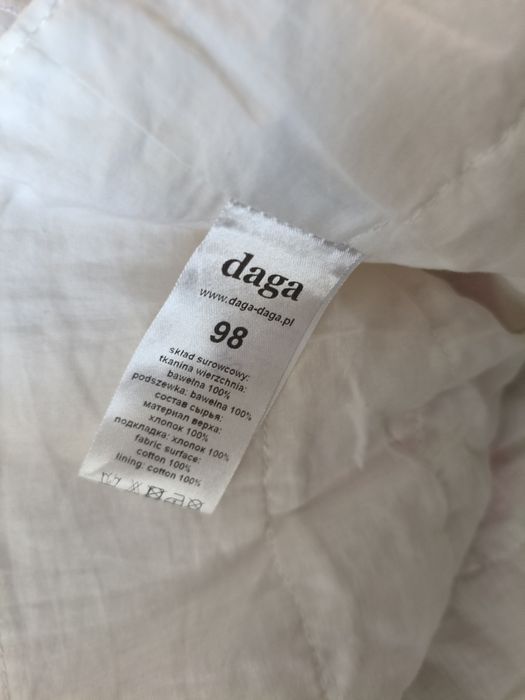 daga
www.daga-daga.pl
98
skład surowcowy:
tkanina wierzchnia:
bawełna 100%
podszewka: bawełna 100%
состав сырья:
материал верха:
хлопок 100%
подкладка: хлопок 100%
fabric surface:
cotton 100%
lining: cotton 100%